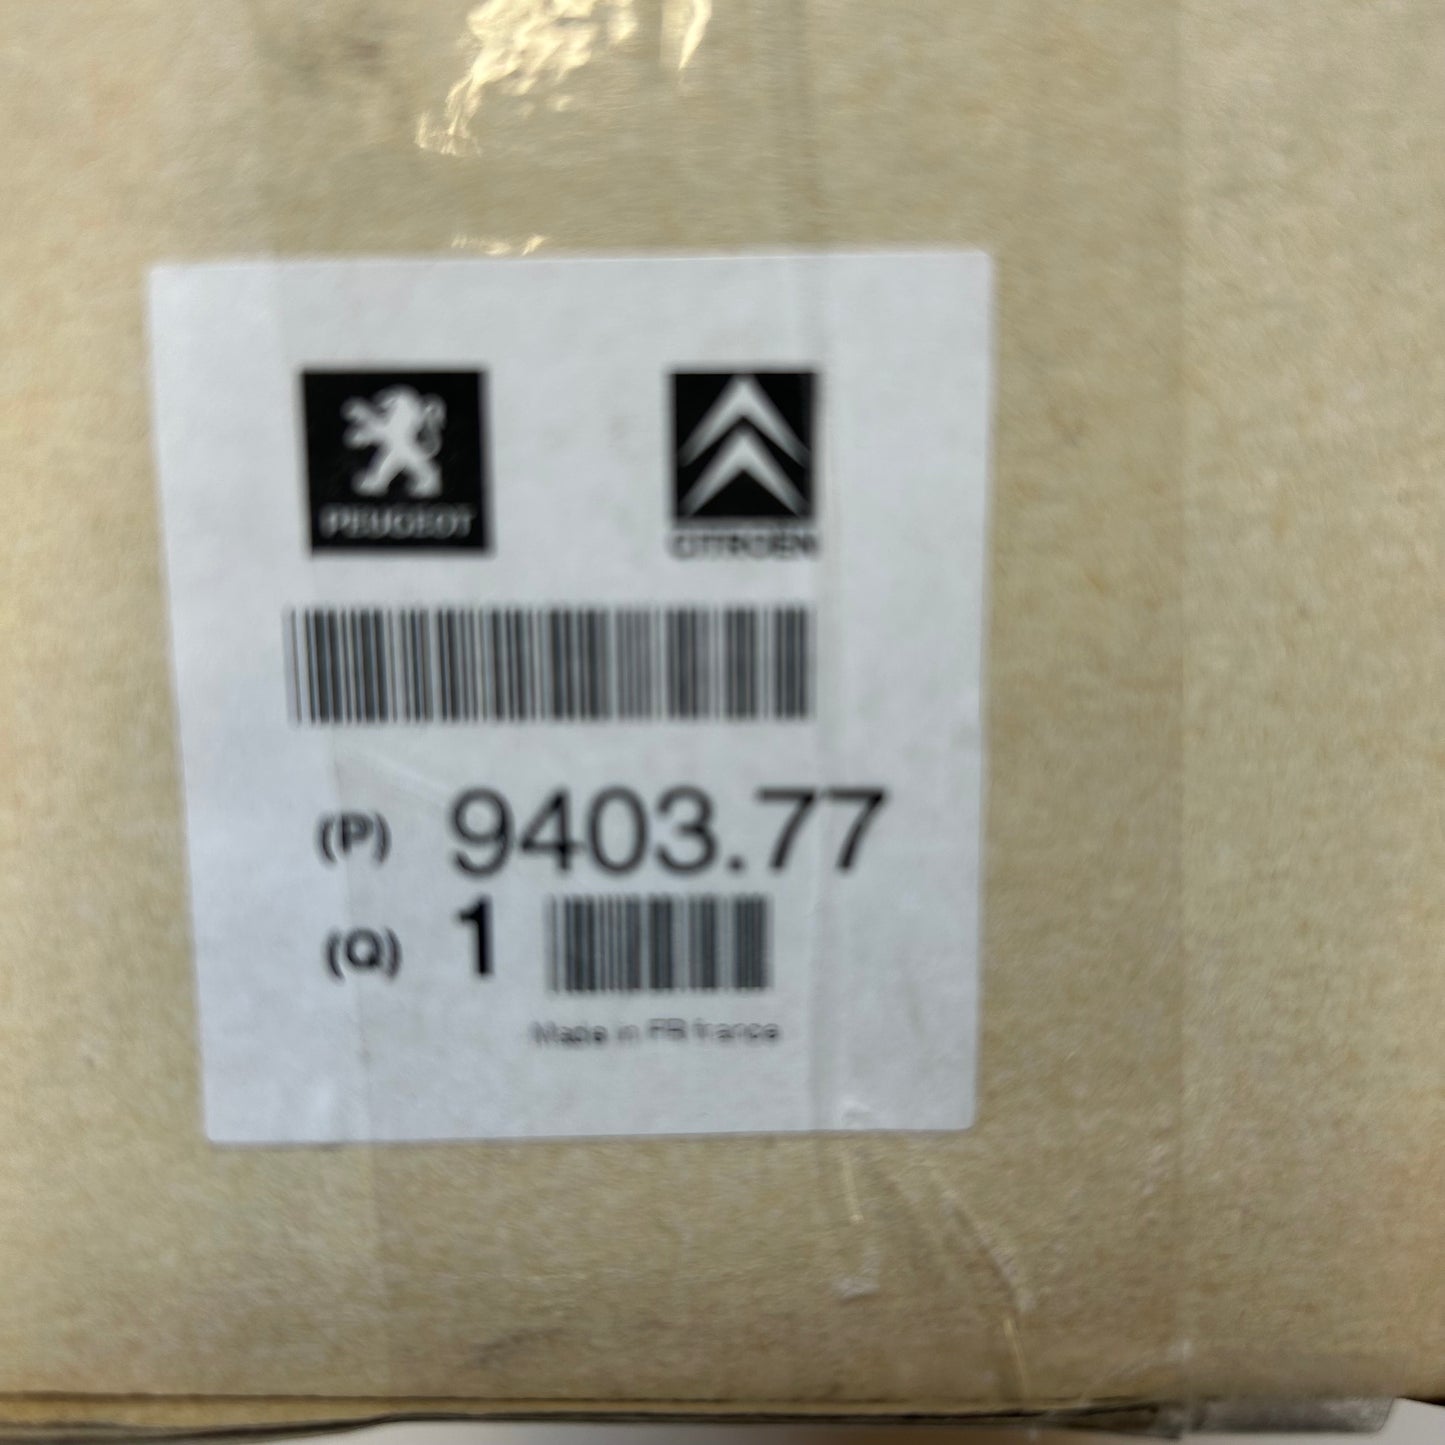 PEUGEOT
CITROËN
(P) 9403.77
(Q) 1
Made in FR france